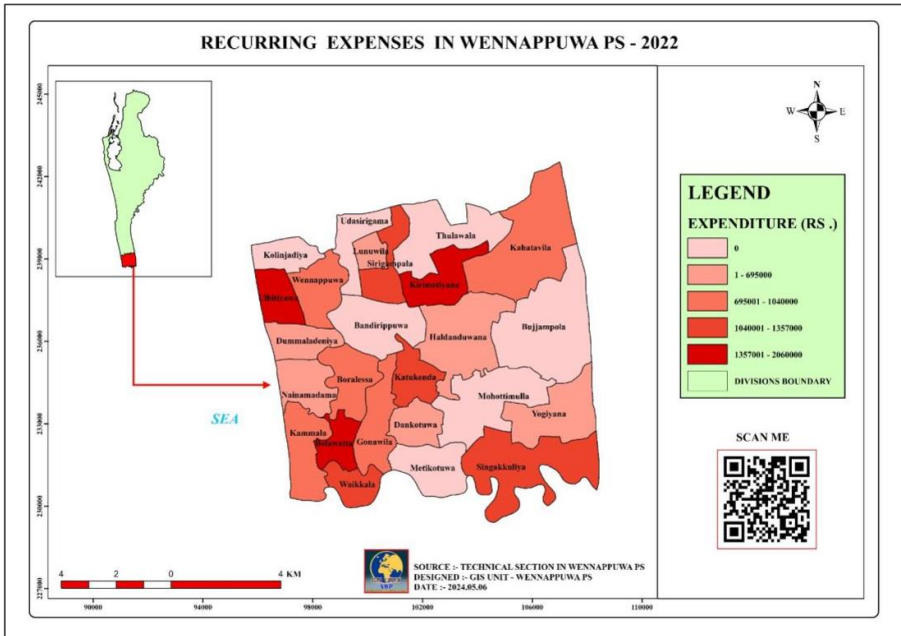 RECURRING EXPENSES IN WENNAPPUWA PS - 2022
N
W E
S
245000
242000
239000
236000
233000
230000
227000
LEGEND
EXPENDITURE (RS .)
0
1 - 695000
695001 - 1040000
1040001 - 1357000
1357001 - 2060000
DIVISIONS BOUNDARY
Udasirigama
Thulawala
Kolinjadiya
Lunuwila
Kahatavila
Sirigampala
Wennappuwa
Kirimetiyana
Ulhitiyawa
Bandirippuwa
Bujjampola
Haldanduwana
Dummaladeniya
Boralessa
Katukenda
Nainamadama
Mohottimulla
Yogiyana
Kammala
Dankotuwa
Gonawila
Metikotuwa
Singakkuliya
Waikkala
SEA
SCAN ME
4 2 0 4 KM
SOURCE :- TECHNICAL SECTION IN WENNAPPUWA PS
DESIGNED :- GIS UNIT - WENNAPPUWA PS
DATE :- 2024.05.06
90000 94000 98000 102000 106000 110000